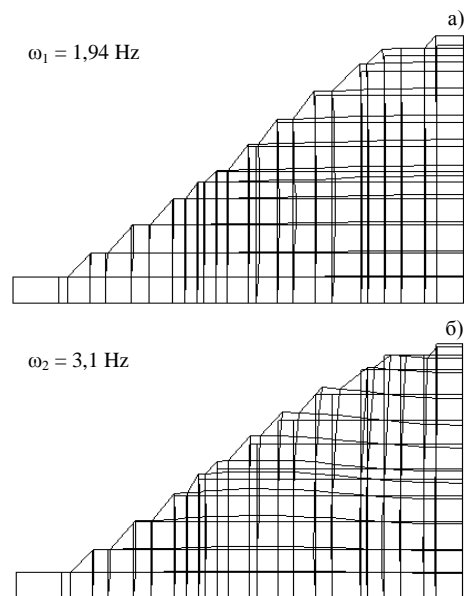 а)
ω₁ = 1,94 Hz
б)
ω₂ = 3,1 Hz